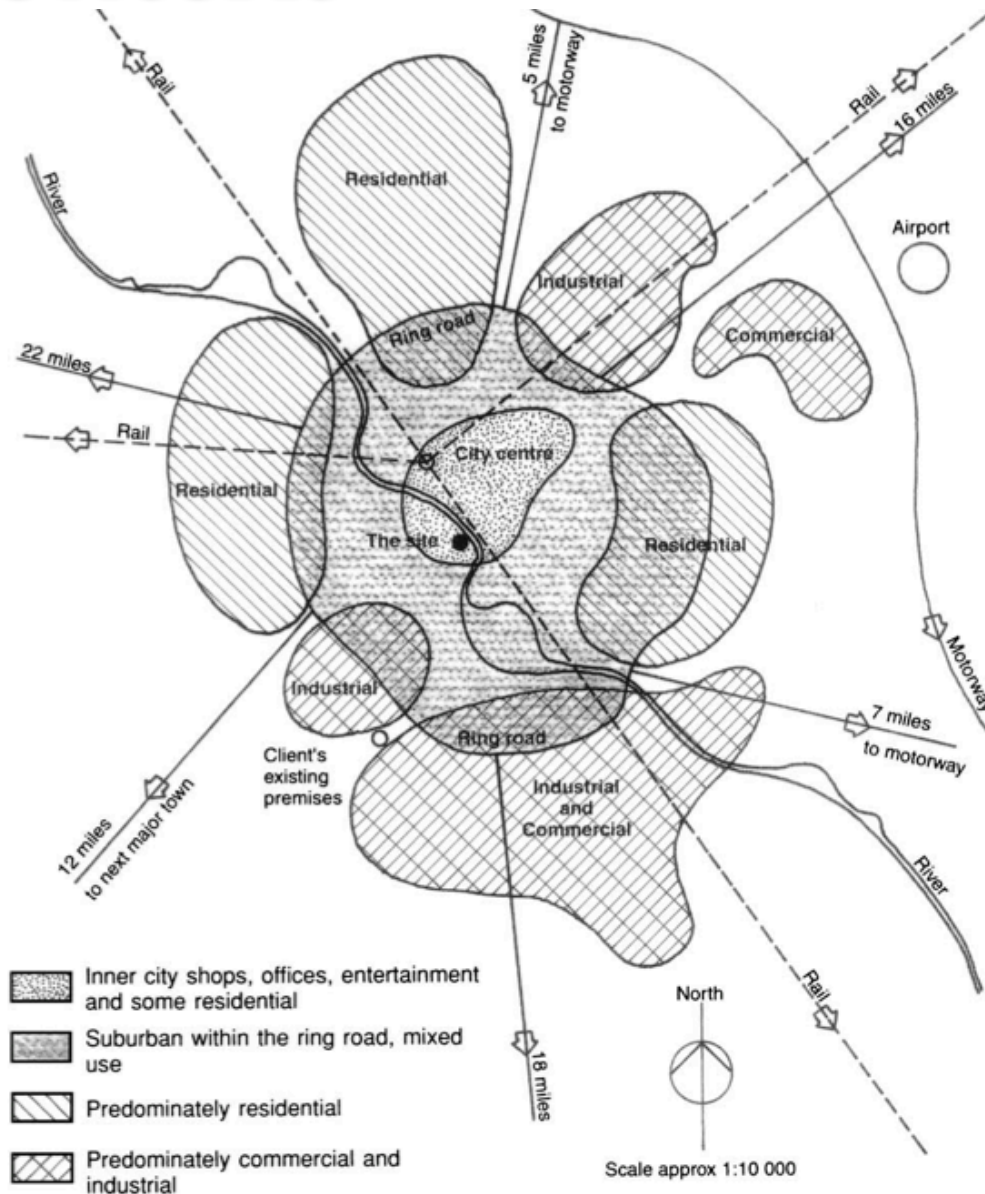 Rail
5 miles
to motorway
Rail
16 miles
River
Residential
Airport
Industrial
Ring road
Commercial
22 miles
Rail
City centre
Residential
The site
Residential
Industrial
Motorway
7 miles
to motorway
Ring road
Client's
existing
premises
Industrial
and
Commercial
12 miles
to next major town
River
Rail
18 miles
Inner city shops, offices, entertainment
and some residential
Suburban within the ring road, mixed
use
Predominately residential
Predominately commercial and
industrial
North
Scale approx 1:10 000